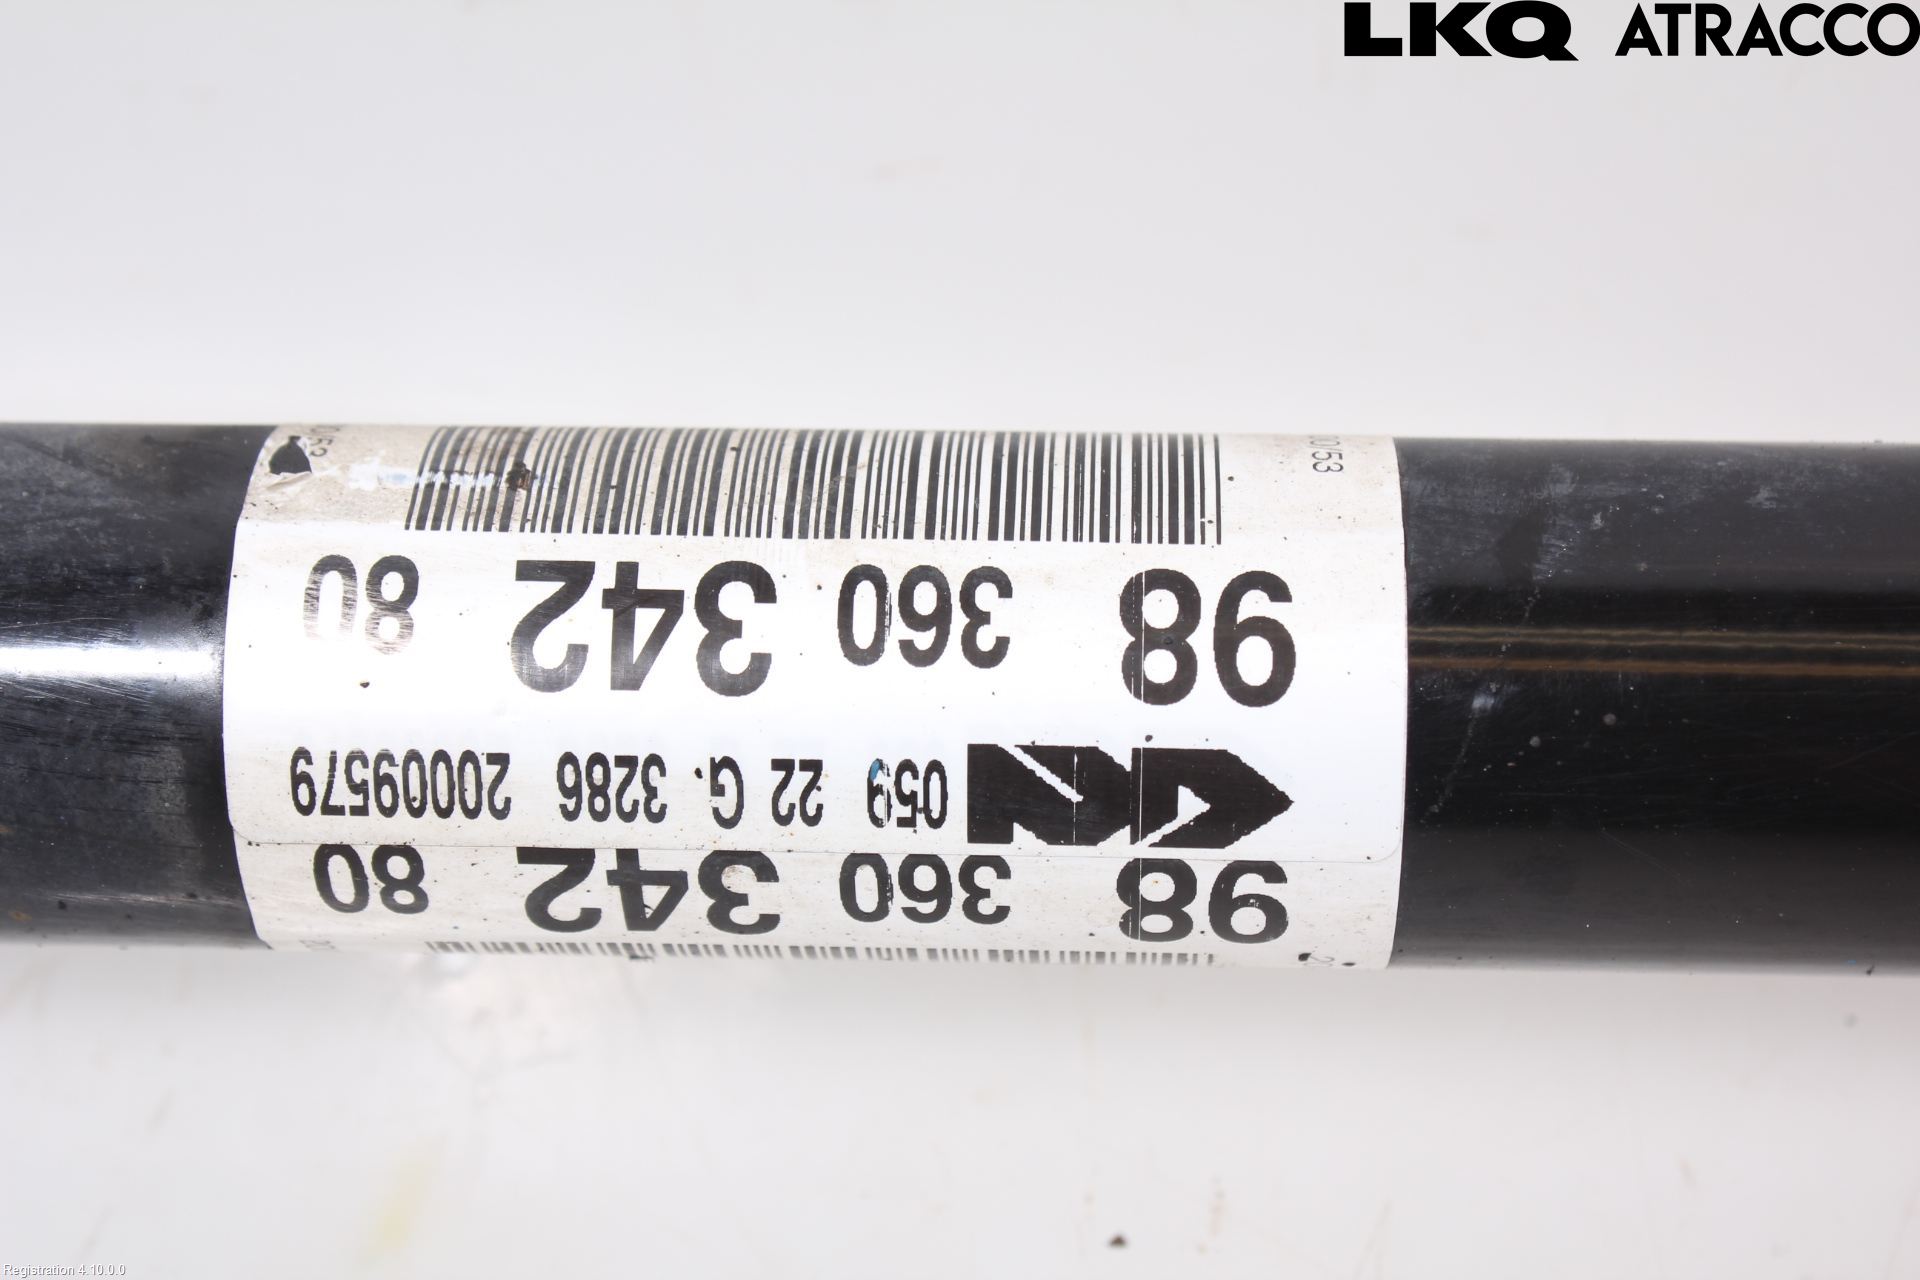 LKQ ATRACCO
98 360 342 80
059 22 G. 3286 20009579
98 360 342 80
Registration 4.10.0.0